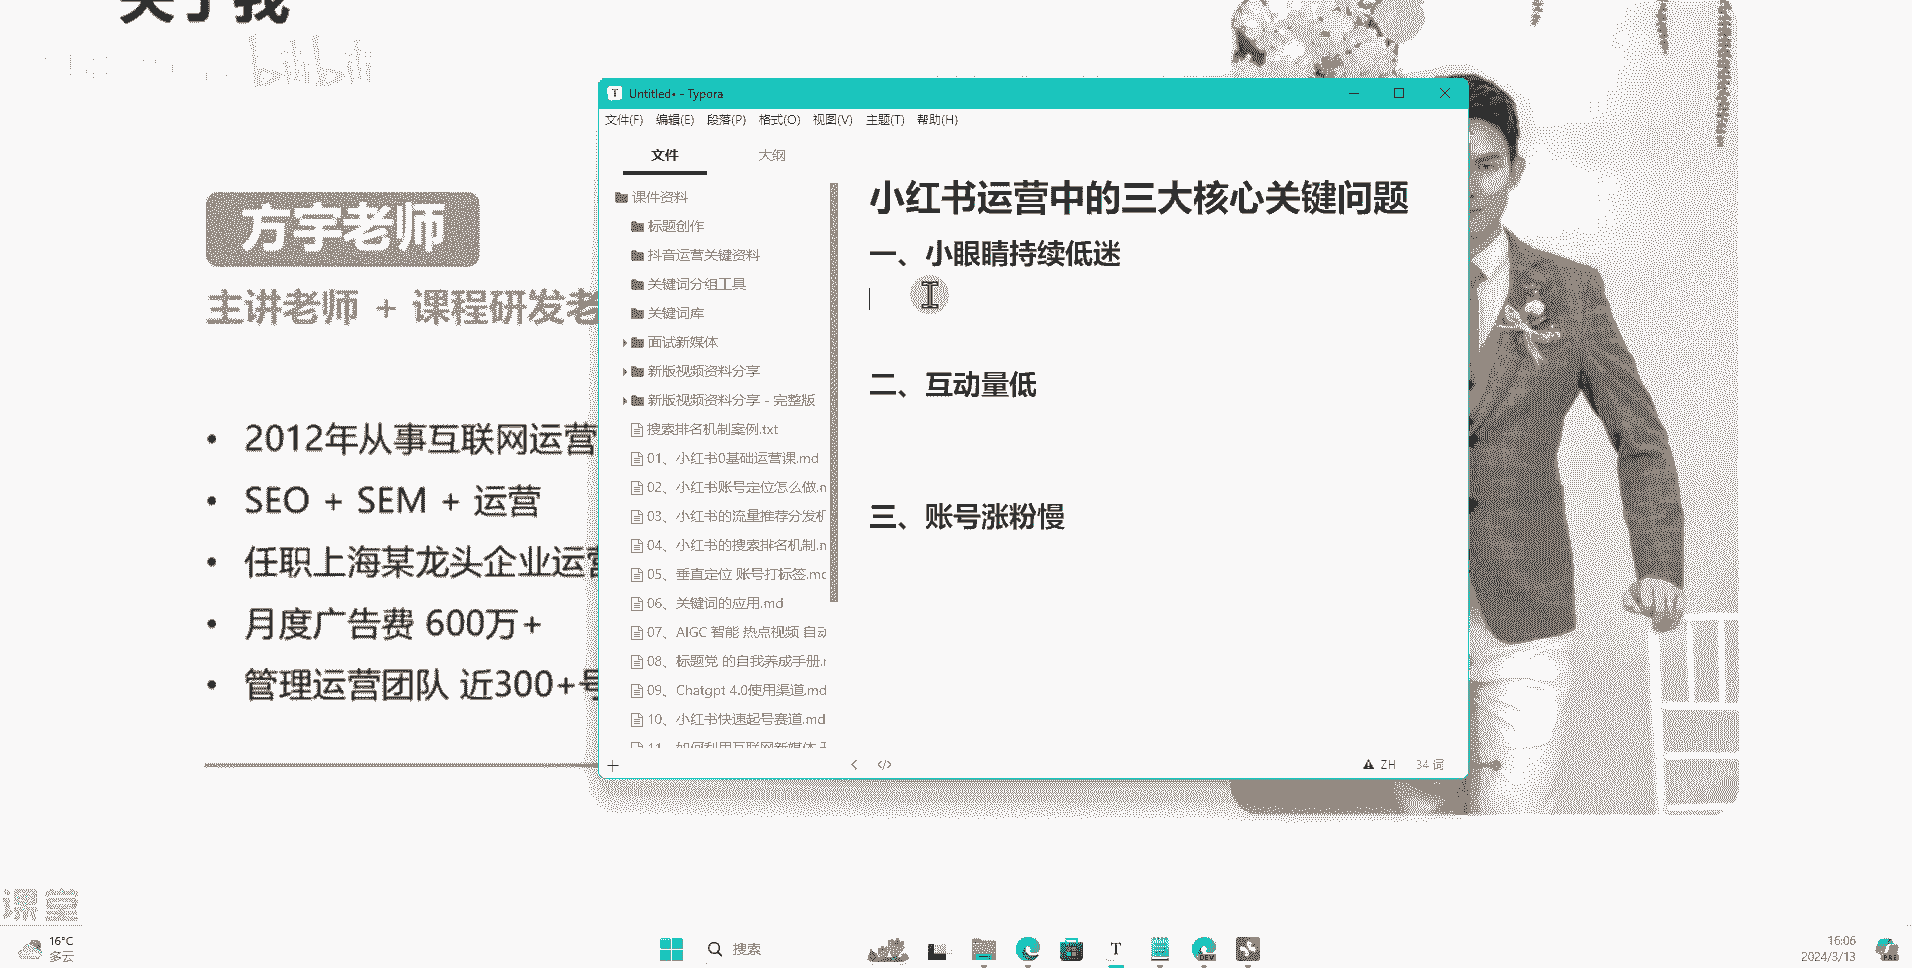 关于我
bilibili
方宇老师
主讲老师 + 课程研发老
• 2012年从事互联网运营
• SEO + SEM + 运营
• 任职上海某龙头企业运营
• 月度广告费 600万+
• 管理运营团队 近300+号
Untitled• - Typora
文件(F) 编辑(E) 段落(P) 格式(O) 视图(V) 主题(T) 帮助(H)
文件 大纲
课件资料
标题创作
抖音运营关键资料
关键词分组工具
关键词库
面试新媒体
新版视频资料分享
新版视频资料分享 - 完整版
搜索排名机制案例.txt
01、小红书0基础运营课.md
02、小红书账号定位怎么做.n
03、小红书的流量推荐分发机
04、小红书的搜索排名机制.n
05、垂直定位 账号打标签.mc
06、关键词的应用.md
07、AIGC 智能 热点视频 自动
08、标题党 的自我养成手册.r
09、Chatgpt 4.0使用渠道.md
10、小红书快速起号赛道.md
11、如何利用互联网新媒体
小红书运营中的三大核心关键问题
一、小眼睛持续低迷
二、互动量低
三、账号涨粉慢
ZH 34 词
课堂
16°C
多云
搜索
T
DEV
16:06
2024/3/13
PRE